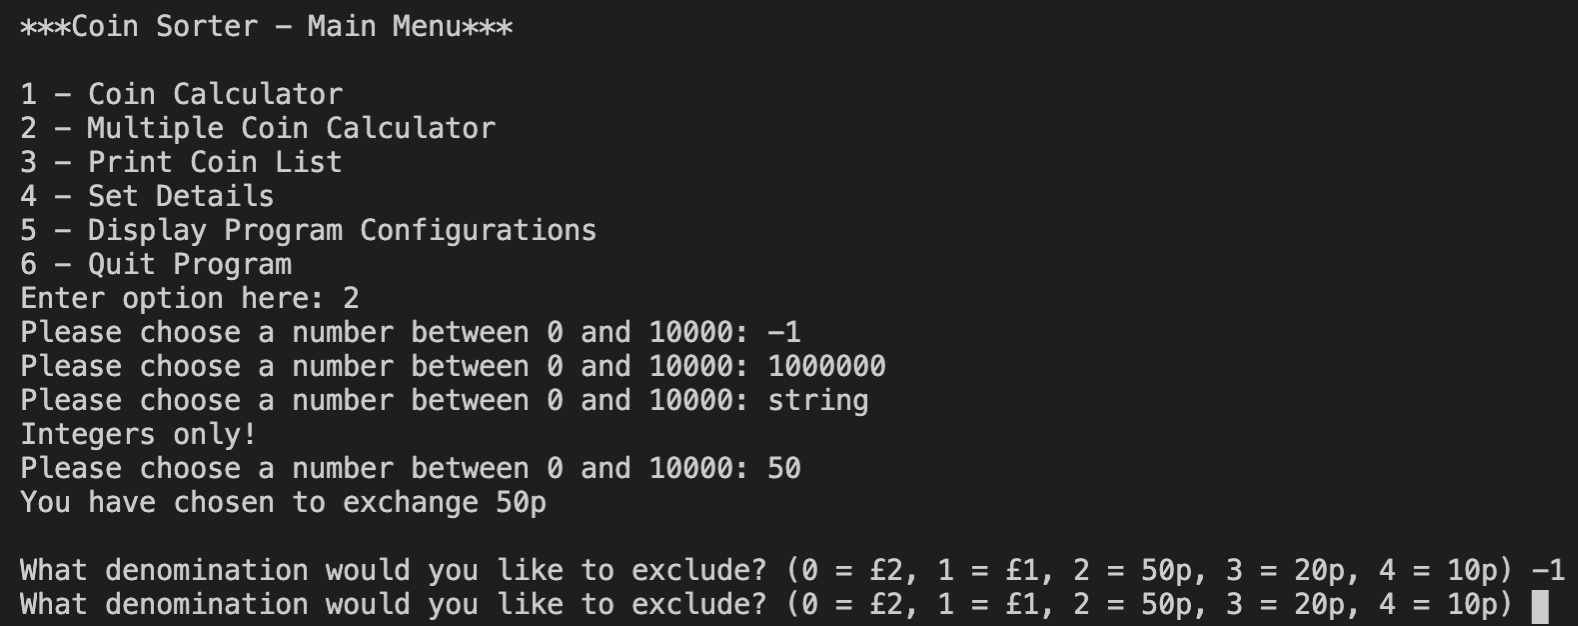 ***Coin Sorter - Main Menu***
1 - Coin Calculator
2 - Multiple Coin Calculator
3 - Print Coin List
4 - Set Details
5 - Display Program Configurations
6 - Quit Program
Enter option here: 2
Please choose a number between 0 and 10000: -1
Please choose a number between 0 and 10000: 1000000
Please choose a number between 0 and 10000: string
Integers only!
Please choose a number between 0 and 10000: 50
You have chosen to exchange 50p
What denomination would you like to exclude? (0 = £2, 1 = £1, 2 = 50p, 3 = 20p, 4 = 10p) -1
What denomination would you like to exclude? (0 = £2, 1 = £1, 2 = 50p, 3 = 20p, 4 = 10p)